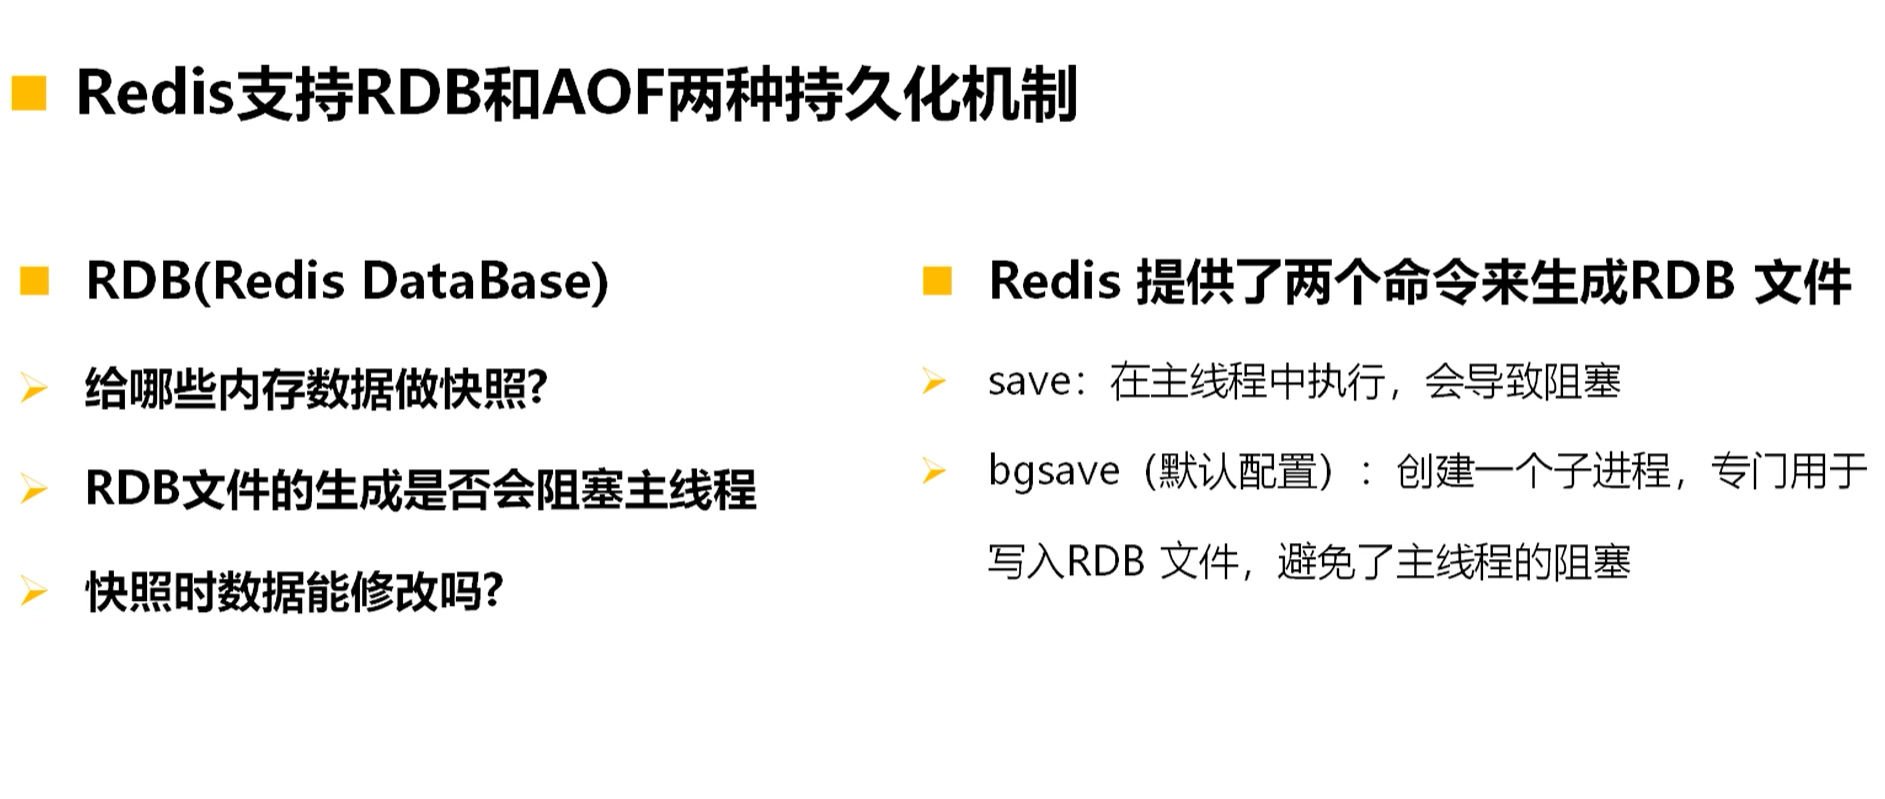 Redis支持RDB和AOF两种持久化机制
RDB(Redis DataBase)
给哪些内存数据做快照?
RDB文件的生成是否会阻塞主线程
快照时数据能修改吗?
Redis 提供了两个命令来生成RDB 文件
save：在主线程中执行，会导致阻塞
bgsave（默认配置）：创建一个子进程，专门用于
写入RDB 文件，避免了主线程的阻塞